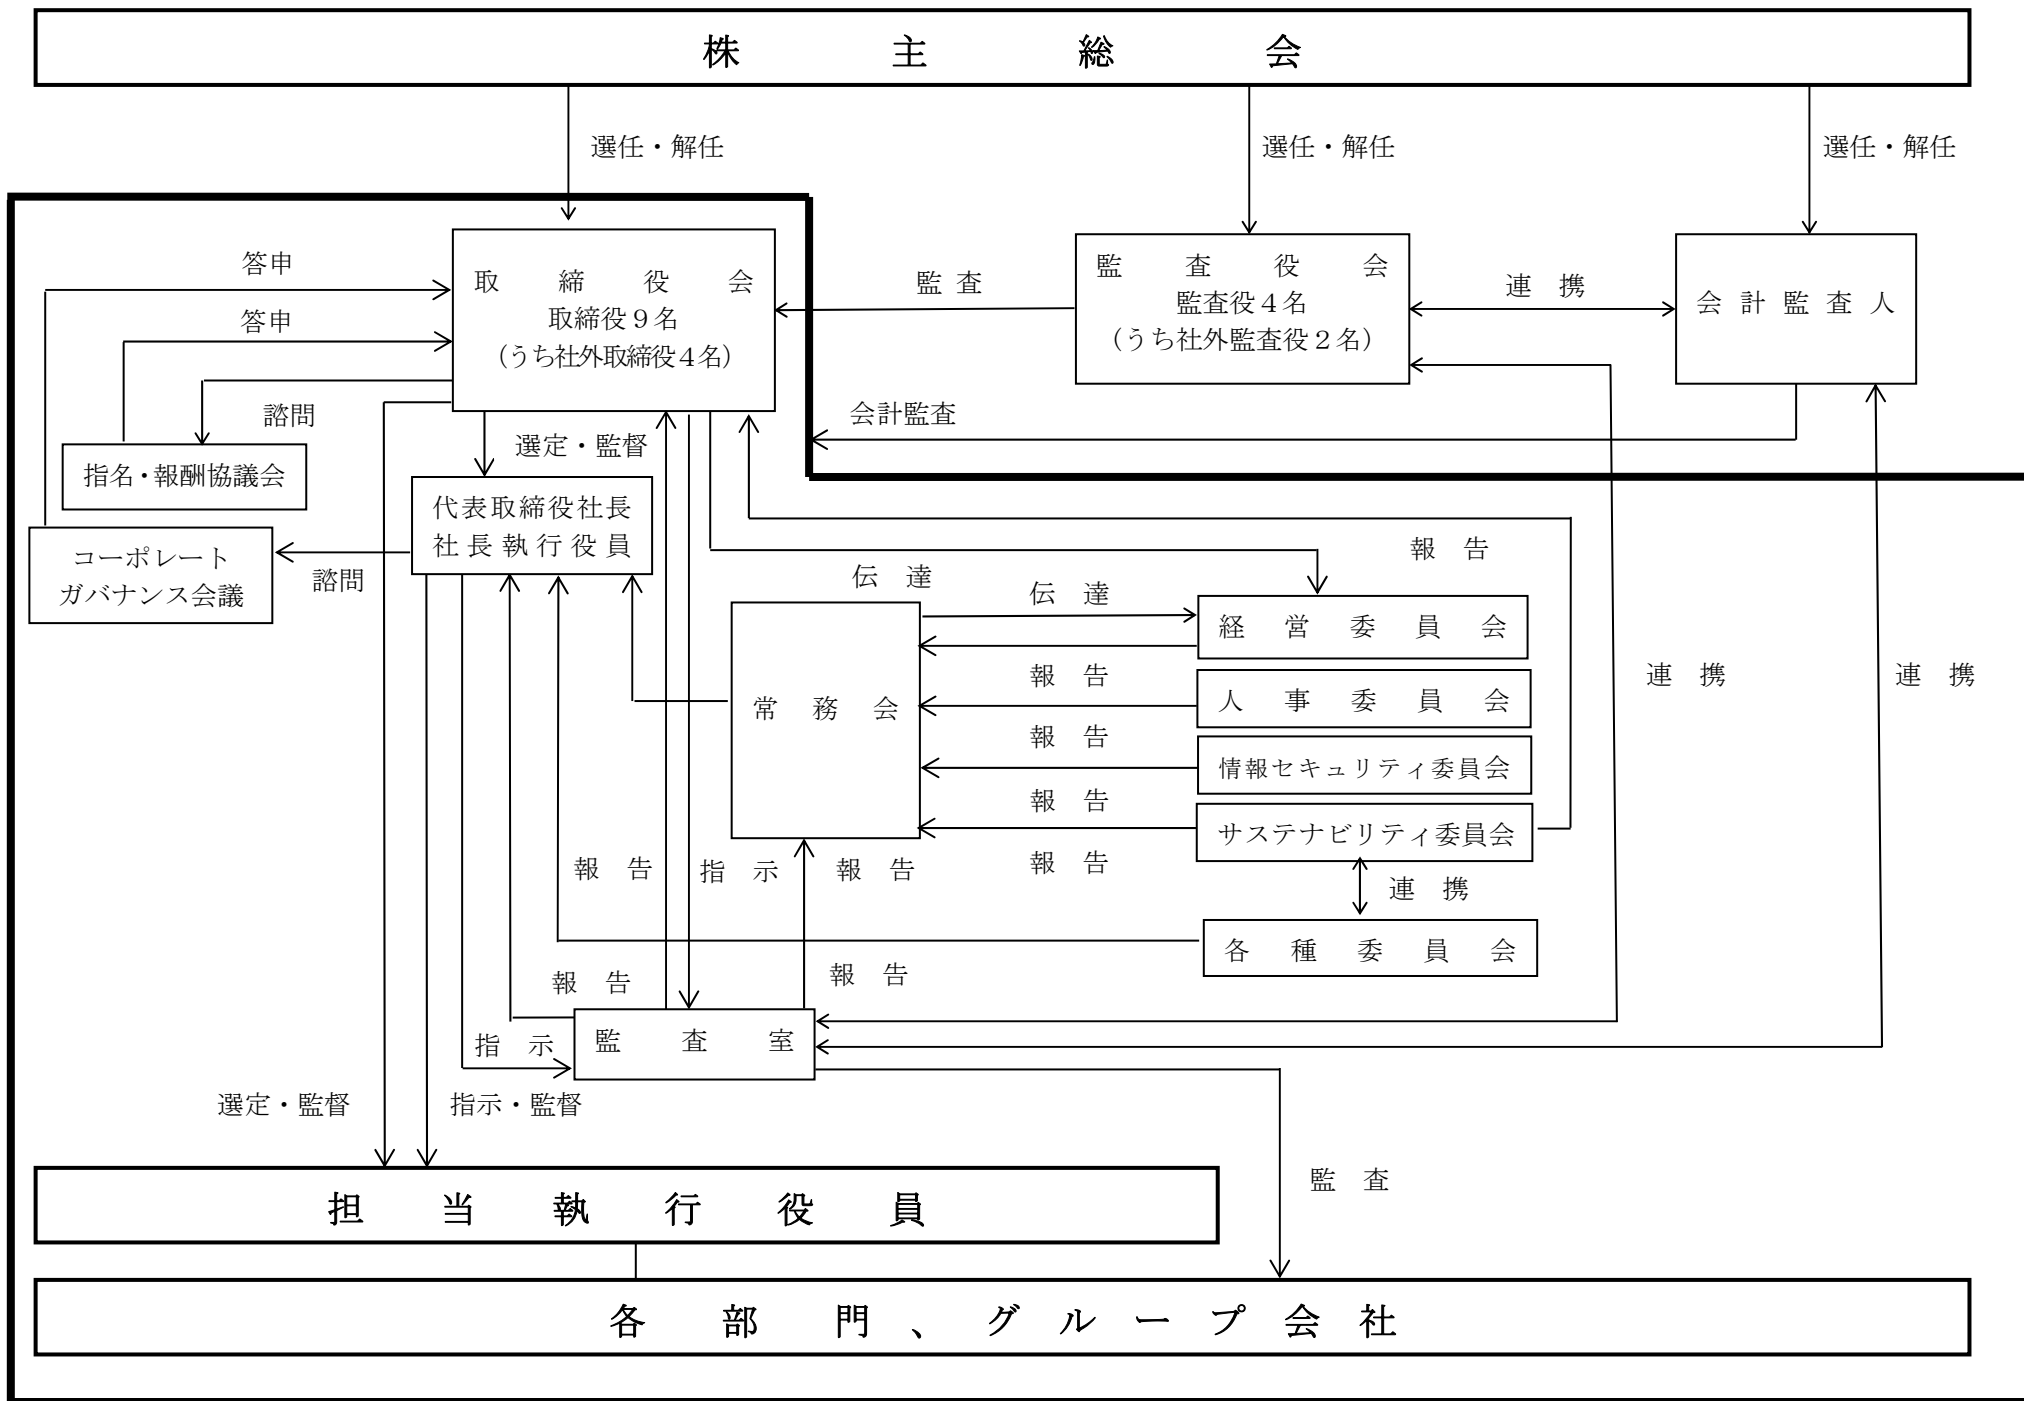 株主総会
選任・解任
選任・解任
選任・解任
答申
答申
取締役会
取締役９名
（うち社外取締役４名）
監査
監査役会
監査役４名
（うち社外監査役２名）
連携
会計監査人
諮問
選定・監督
会計監査
指名・報酬協議会
代表取締役社長
社長執行役員
コーポレート
ガバナンス会議
諮問
報告
伝達
伝達
経営委員会
報告
連携
連携
常務会
人事委員会
報告
情報セキュリティ委員会
報告
サステナビリティ委員会
報告
指示
報告
報告
連携
各種委員会
報告
報告
指示
監査室
選定・監督
指示・監督
監査
担当執行役員
各部門、グループ会社